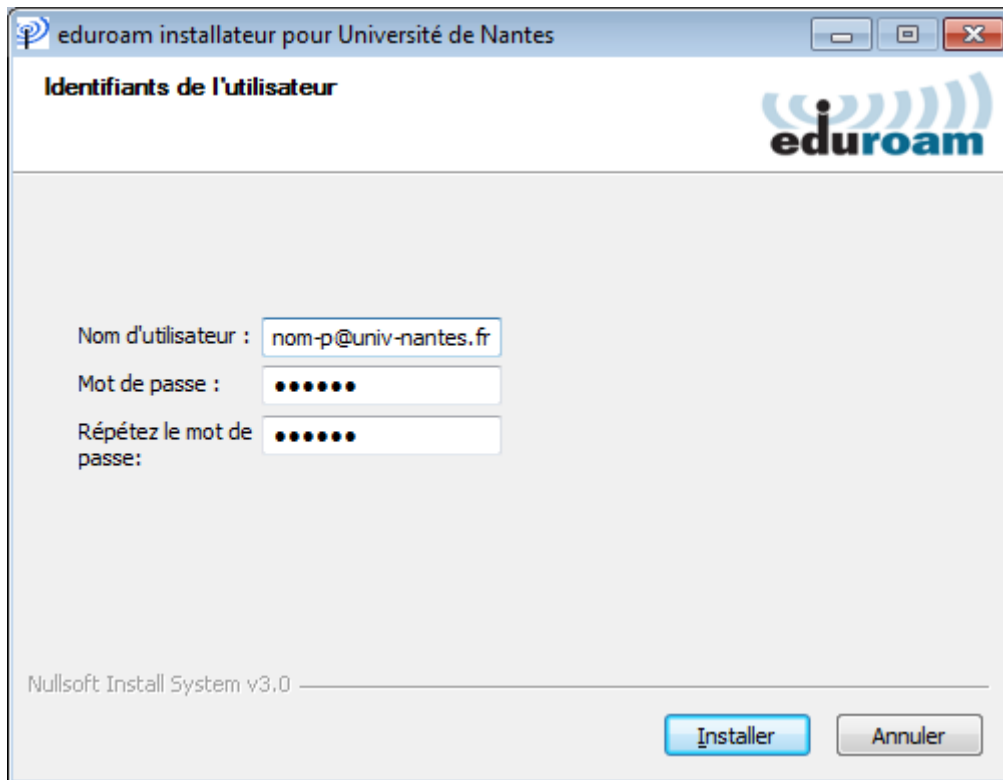 eduroam installateur pour Université de Nantes
Identifiants de l'utilisateur
eduroam
Nom d'utilisateur :
nom-p@univ-nantes.fr
Mot de passe :
●●●●●●
Répétez le mot de
passe:
●●●●●●
Nullsoft Install System v3.0
Installer
Annuler